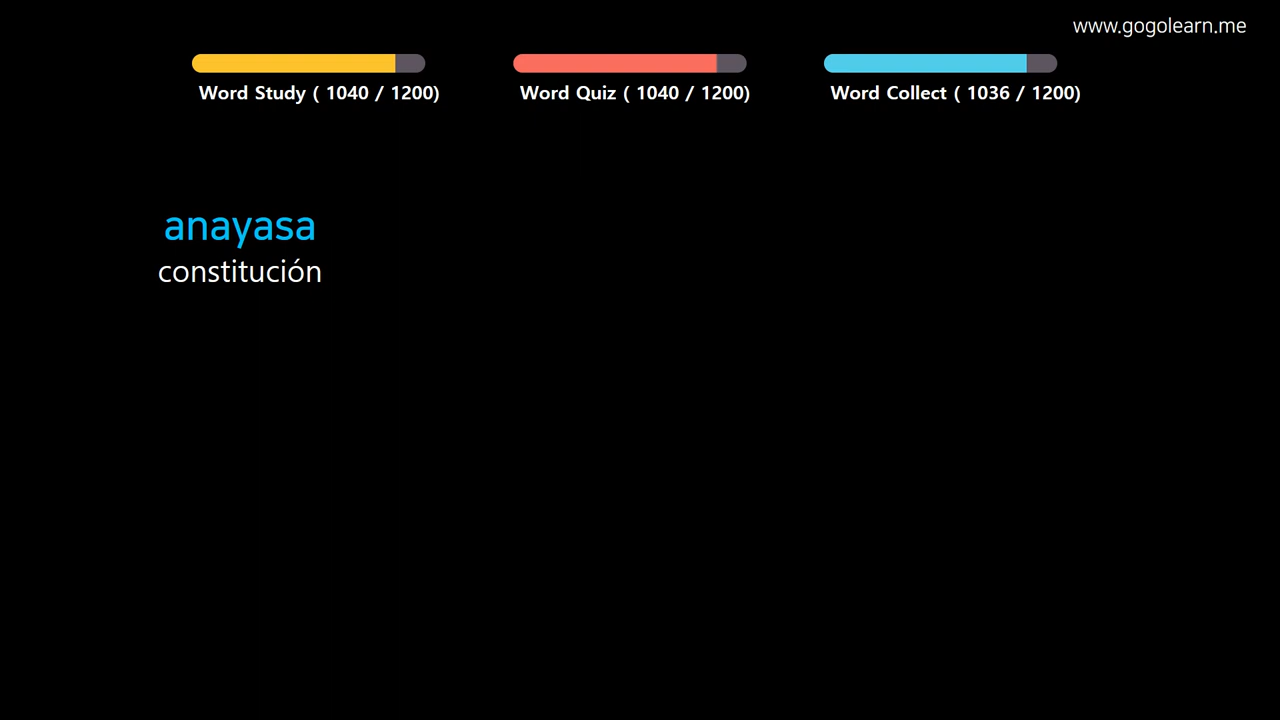 www.gogolearn.me
Word Study ( 1040 / 1200)
Word Quiz ( 1040 / 1200)
Word Collect ( 1036 / 1200)
anayasa
constitución